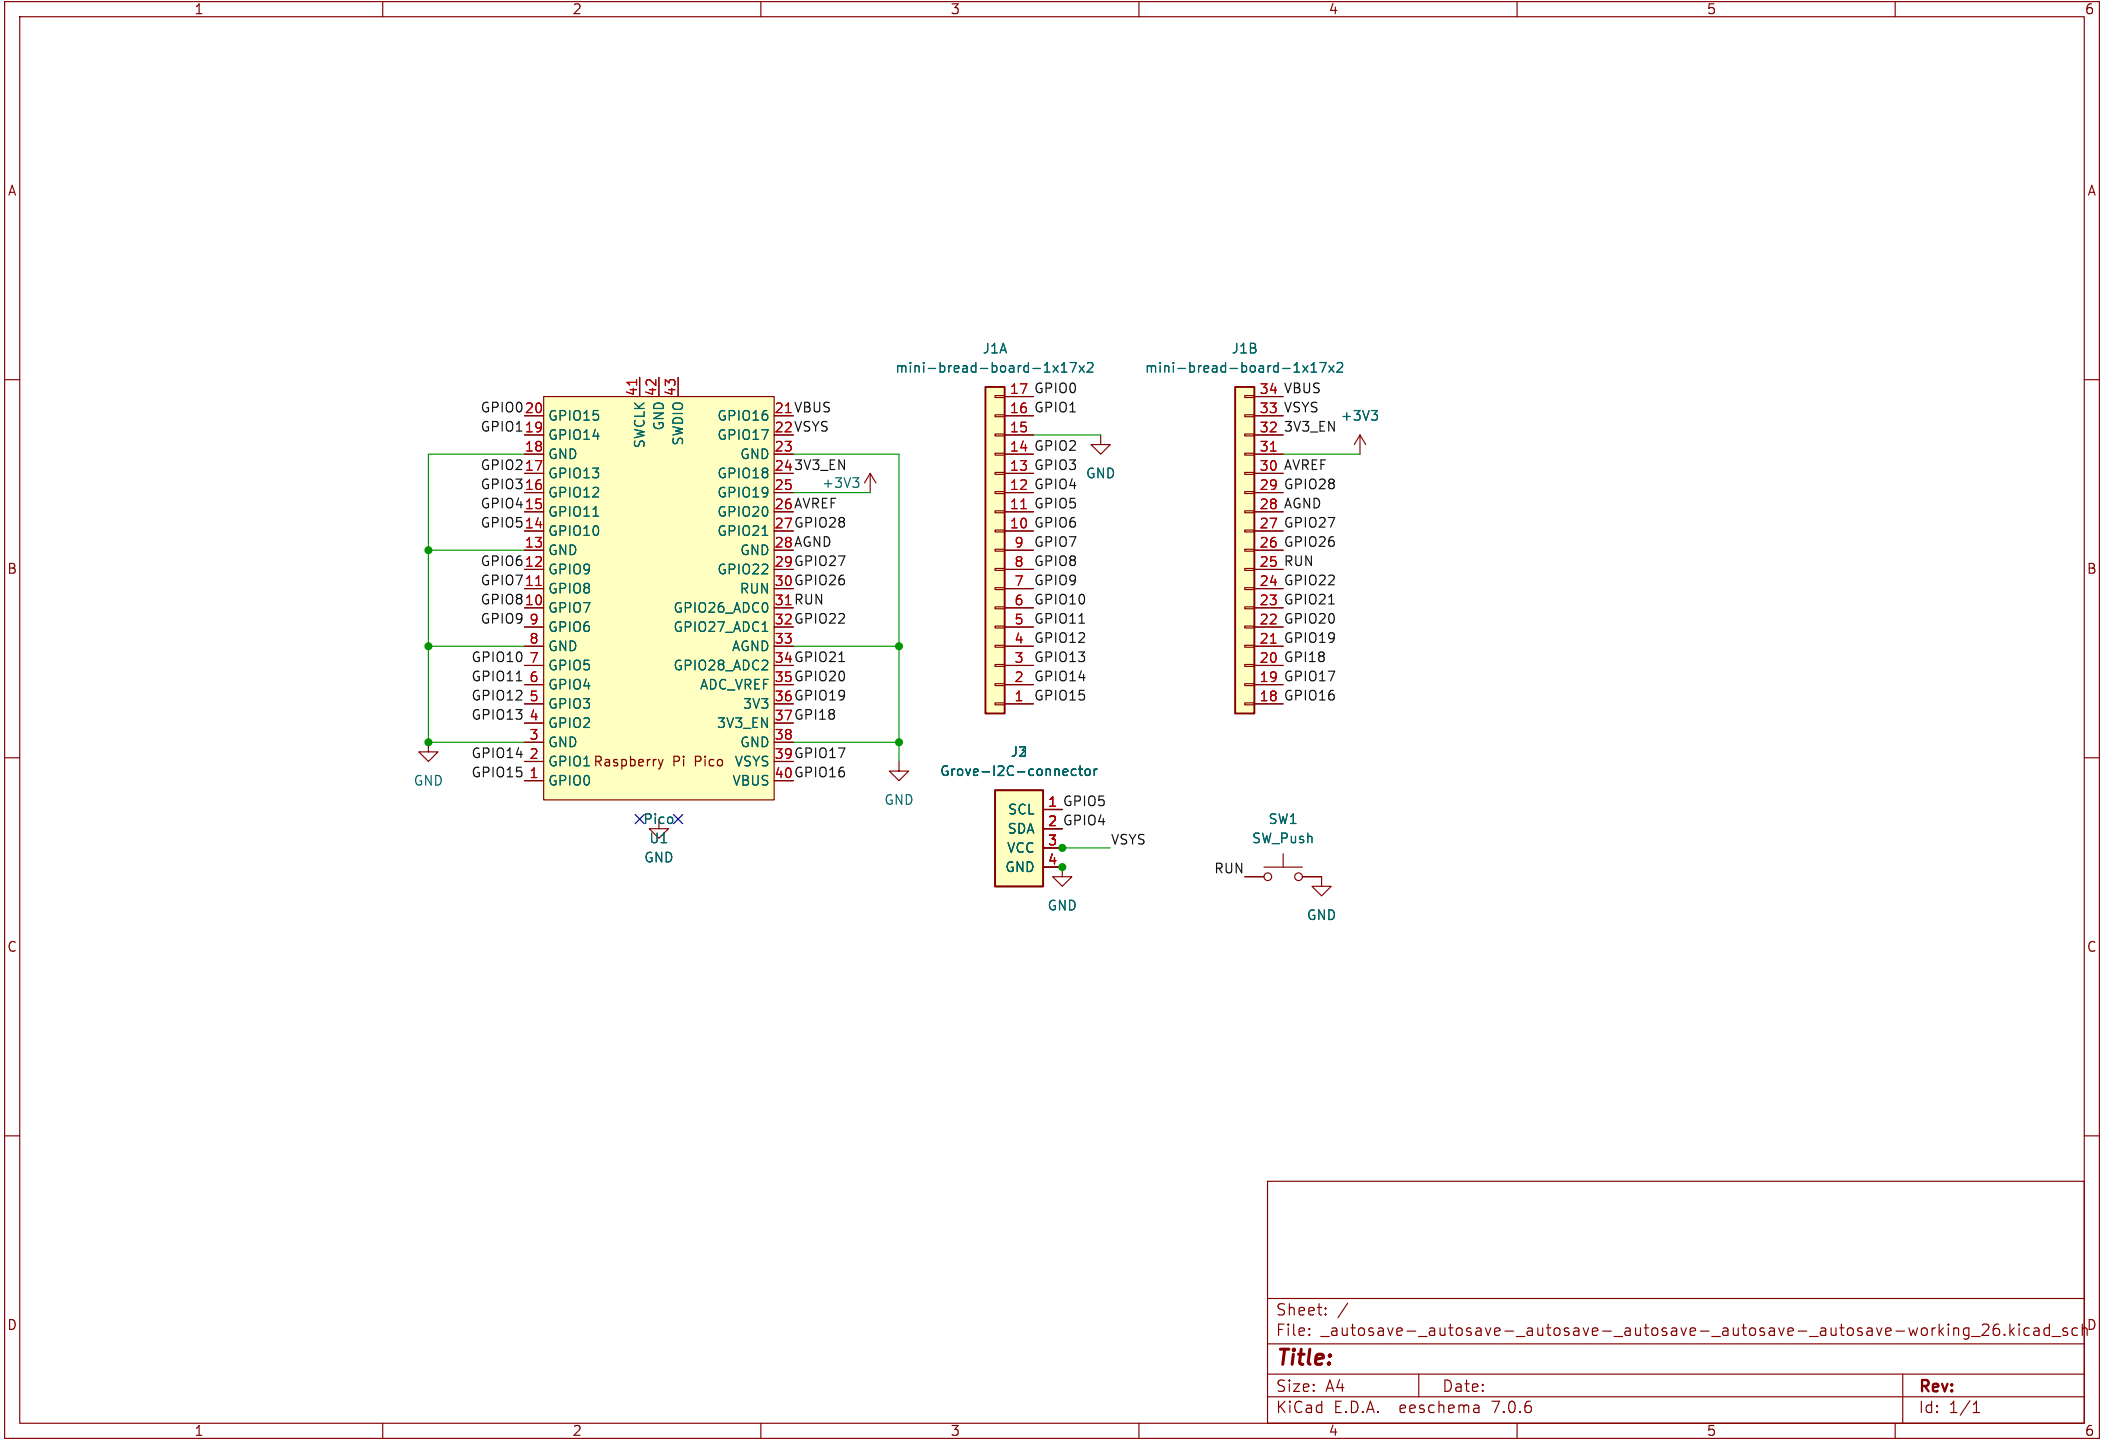 1 2 3 4 5 6
A A
B B
C C
D D
J1A
mini-bread-board-1x17x2
17 GPIO0
16 GPIO1
15
14 GPIO2
13 GPIO3
12 GPIO4
11 GPIO5
10 GPIO6
9 GPIO7
8 GPIO8
7 GPIO9
6 GPIO10
5 GPIO11
4 GPIO12
3 GPIO13
2 GPIO14
1 GPIO15
GND
J1B
mini-bread-board-1x17x2
34 VBUS
33 VSYS
32 3V3_EN
31
30 AVREF
29 GPIO28
28 AGND
27 GPIO27
26 GPIO26
25 RUN
24 GPIO22
23 GPIO21
22 GPIO20
21 GPIO19
20 GPI18
19 GPIO17
18 GPIO16
+3V3
41 42 43
SWCLK GND SWDIO
GPIO0 20 GPIO15
GPIO1 19 GPIO14
18 GND
GPIO2 17 GPIO13
GPIO3 16 GPIO12
GPIO4 15 GPIO11
GPIO5 14 GPIO10
13 GND
GPIO6 12 GPIO9
GPIO7 11 GPIO8
GPIO8 10 GPIO7
GPIO9 9 GPIO6
8 GND
GPIO10 7 GPIO5
GPIO11 6 GPIO4
GPIO12 5 GPIO3
GPIO13 4 GPIO2
3 GND
GPIO14 2 GPIO1
GPIO15 1 GPIO0
GND
Raspberry Pi Pico
GPIO16 21 VBUS
GPIO17 22 VSYS
GND 23
GPIO18 24 3V3_EN
GPIO19 25
+3V3
GPIO20 26 AVREF
GPIO21 27 GPIO28
GND 28 AGND
GPIO22 29 GPIO27
RUN 30 GPIO26
GPIO26_ADC0 31 RUN
GPIO27_ADC1 32 GPIO22
AGND 33
GPIO28_ADC2 34 GPIO21
ADC_VREF 35 GPIO20
3V3 36 GPIO19
3V3_EN 37 GPI18
GND 38
VSYS 39 GPIO17
VBUS 40 GPIO16
GND
Pico
U1
GND
Grove-I2C-connector
SCL 1 GPIO5
SDA 2 GPIO4
VCC 3 VSYS
GND 4
GND
SW1
SW_Push
RUN
GND
Sheet: /
File: _autosave-_autosave-_autosave-_autosave-_autosave-_autosave-working_26.kicad_sch
Title:
Size: A4 Date: Rev:
KiCad E.D.A. eeschema 7.0.6 Id: 1/1
1 2 3 4 5 6